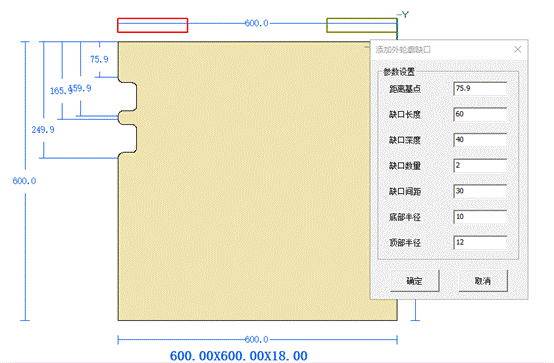 -Y
600.0
添加外轮廓缺口
参数设置
75.9
距离基点 75.9
165.9
159.9
缺口长度 60
249.9
缺口深度 40
缺口数量 2
600.0
缺口间距 30
底部半径 10
顶部半径 12
确定
取消
600.0
600.00X600.00X18.00